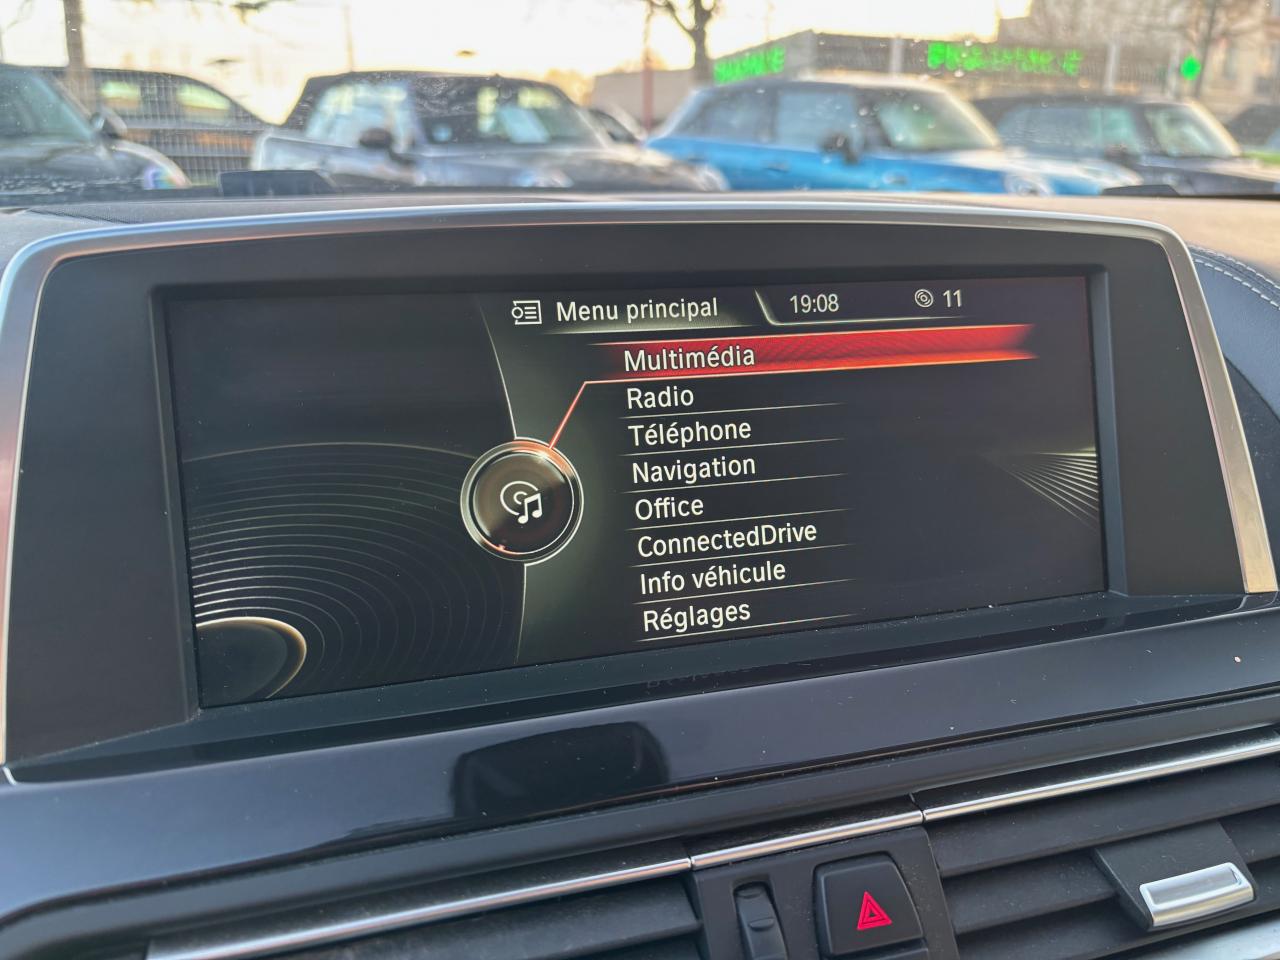 Menu principal 19:08 11
Multimédia
Radio
Téléphone
Navigation
Office
ConnectedDrive
Info véhicule
Réglages